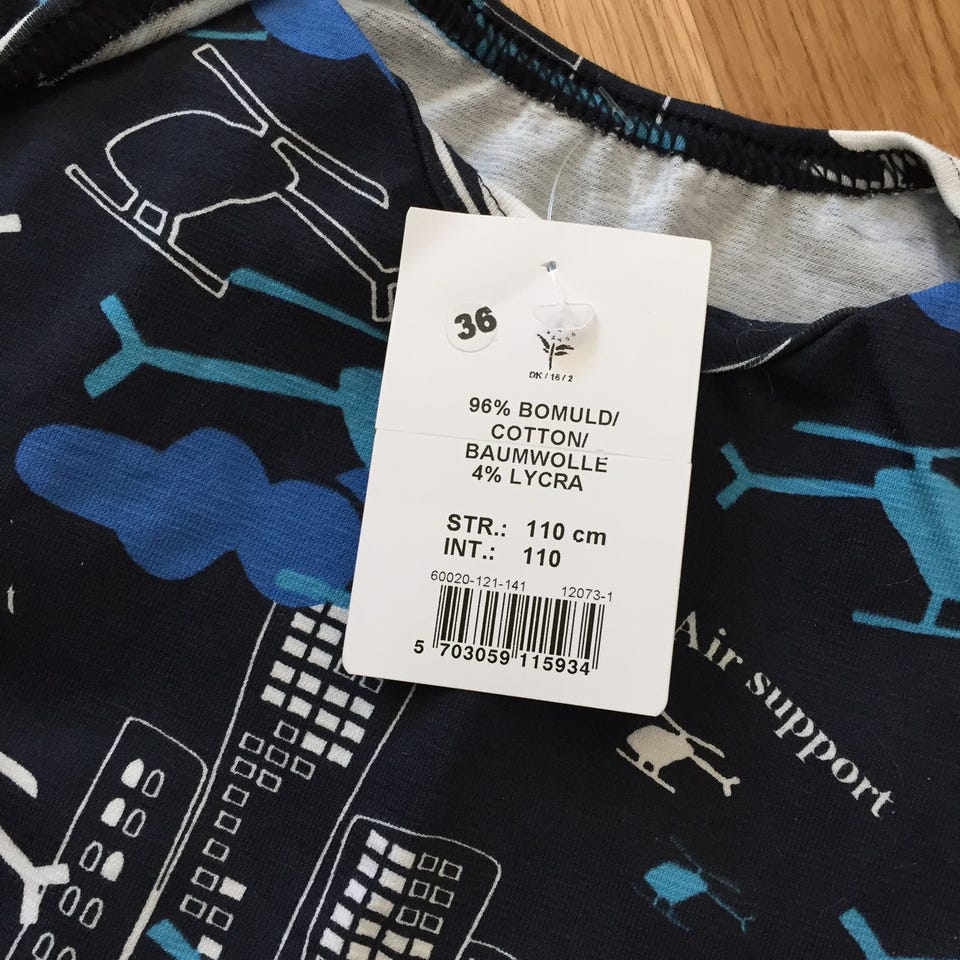 36
DK / 16 / 2
96% BOMULD/
COTTON/
BAUMWOLLE
4% LYCRA
STR.: 110 cm
INT.: 110
60020-121-141 12073-1
5 703059 115934
Air support
t